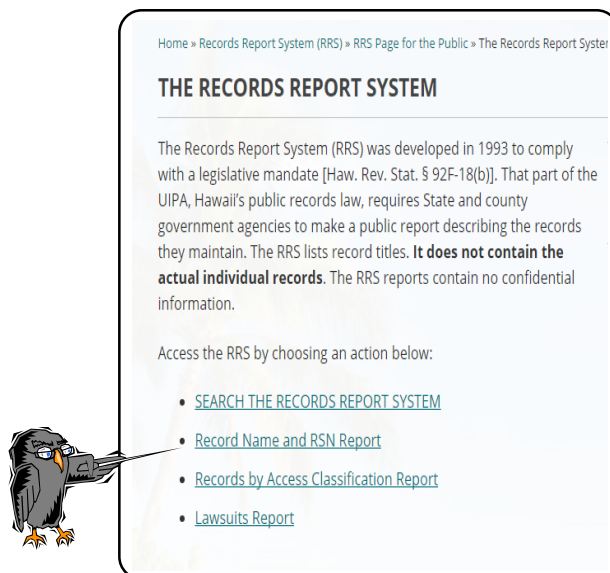 Home » Records Report System (RRS) » RRS Page for the Public » The Records Report System
THE RECORDS REPORT SYSTEM
The Records Report System (RRS) was developed in 1993 to comply
with a legislative mandate [Haw. Rev. Stat. § 92F-18(b)]. That part of the
UIPA, Hawaii's public records law, requires State and county
government agencies to make a public report describing the records
they maintain. The RRS lists record titles. It does not contain the
actual individual records. The RRS reports contain no confidential
information.
Access the RRS by choosing an action below:
• SEARCH THE RECORDS REPORT SYSTEM
• Record Name and RSN Report
• Records by Access Classification Report
• Lawsuits Report